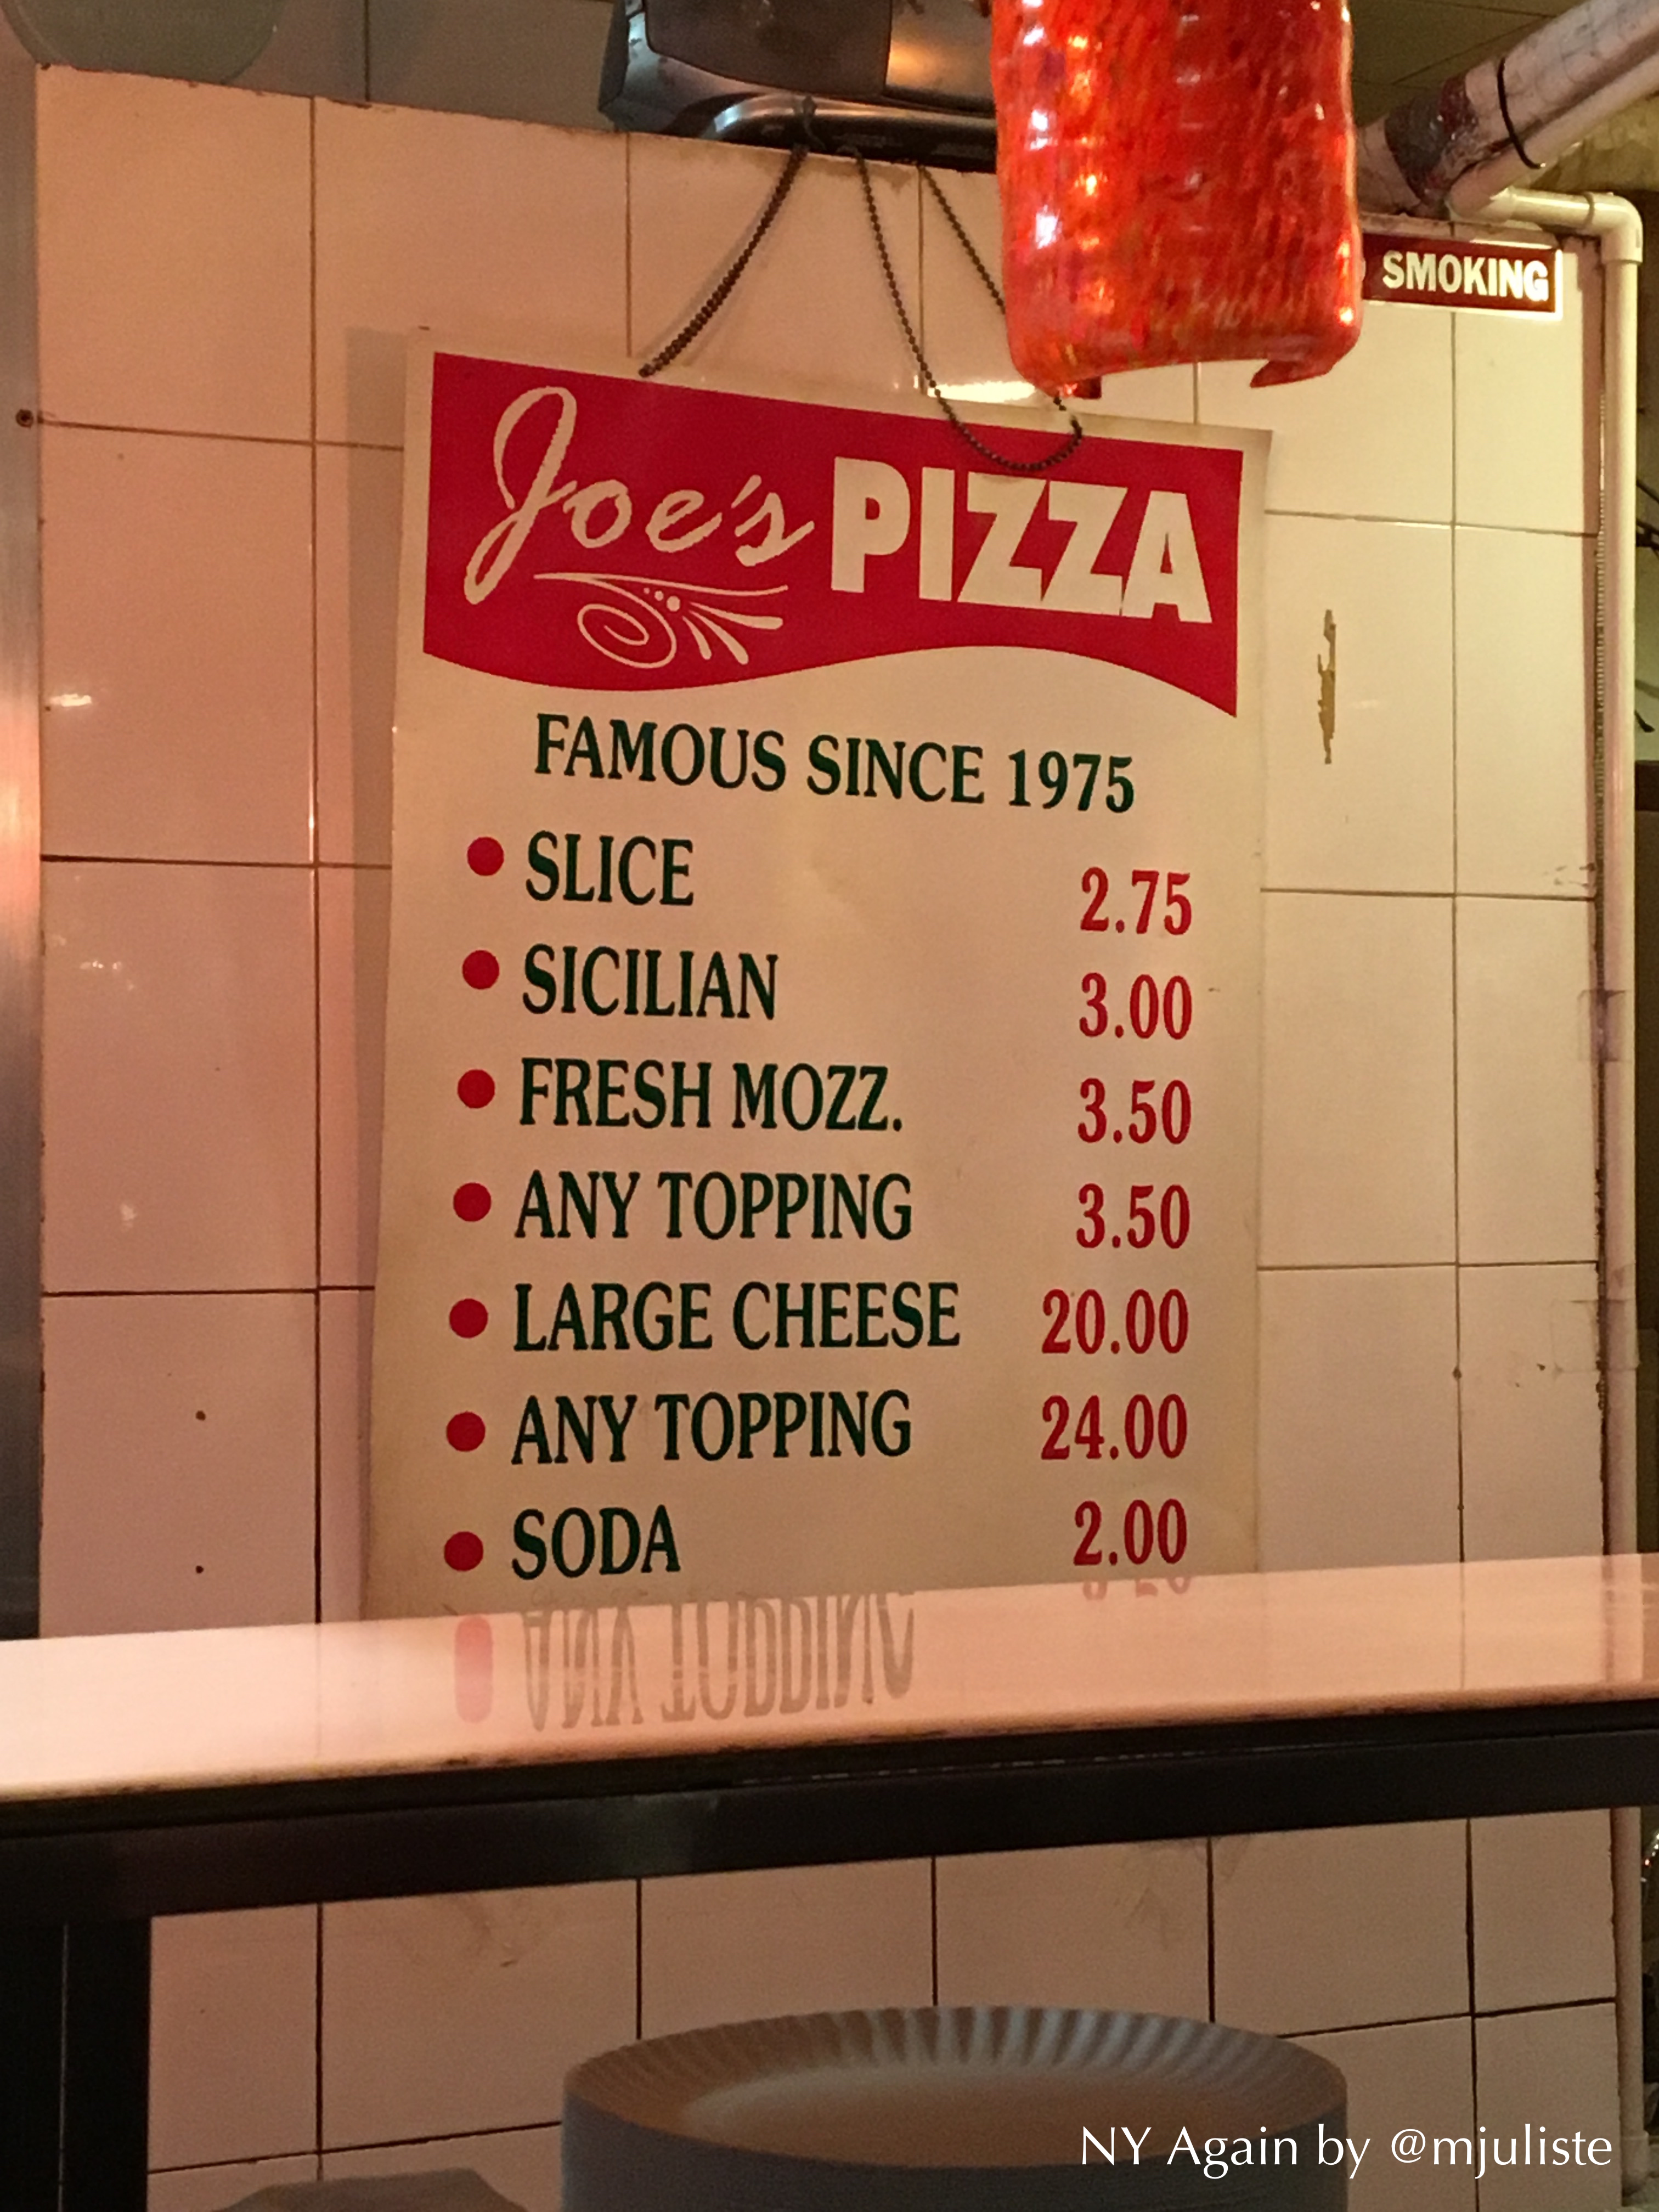 SMOKING
Joe's PIZZA
FAMOUS SINCE 1975
SLICE 2.75
SICILIAN 3.00
FRESH MOZZ. 3.50
ANY TOPPING 3.50
LARGE CHEESE 20.00
ANY TOPPING 24.00
SODA 2.00
NY Again by @mjuliste